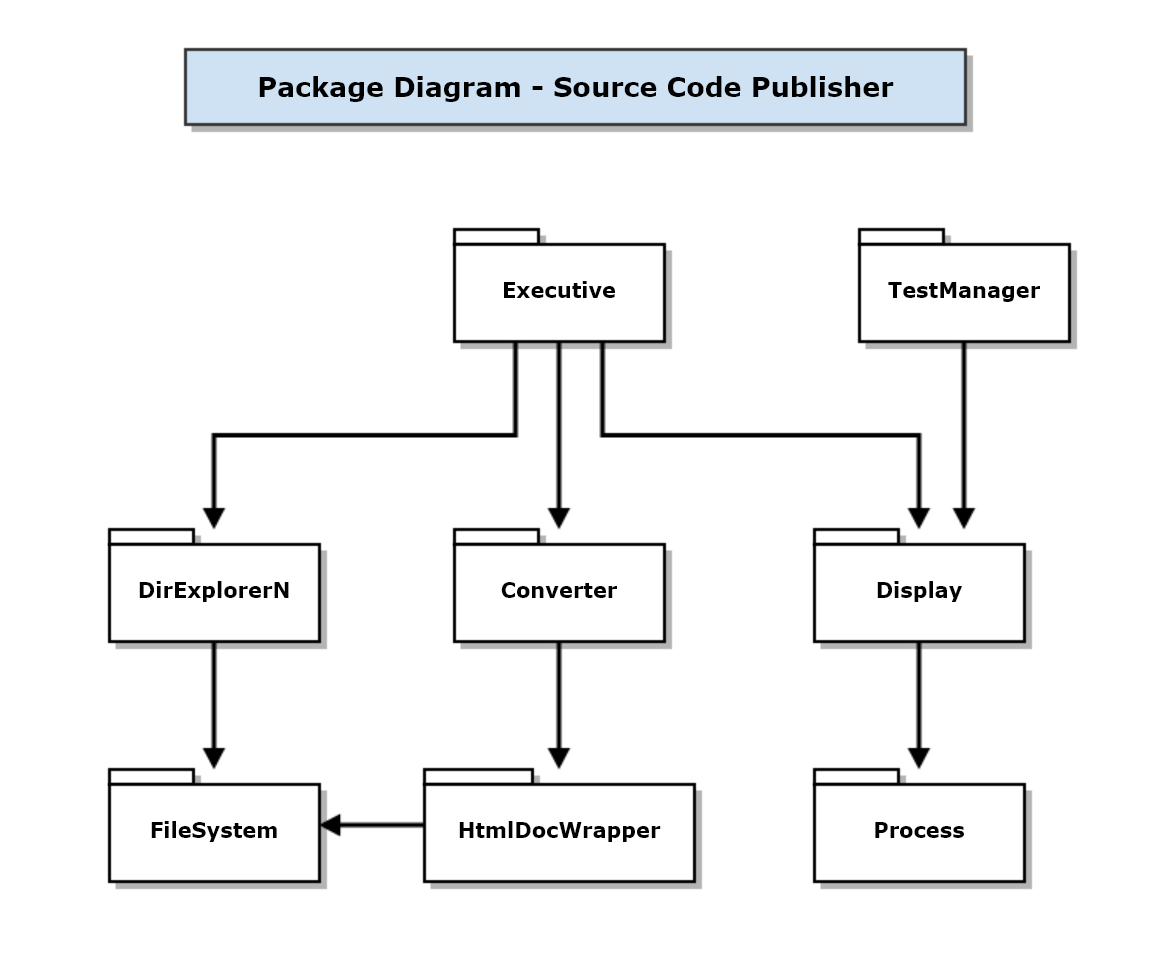 Package Diagram - Source Code Publisher
Executive
TestManager
DirExplorerN
Converter
Display
FileSystem
HtmlDocWrapper
Process